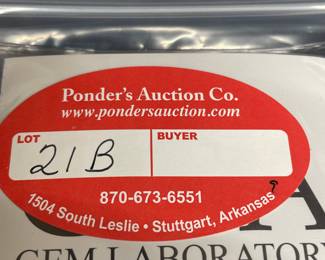 Ponder's Auction Co.
www.pondersauction.com
LOT BUYER
21B
870-673-6551
1504 South Leslie • Stuttgart, Arkansas
GEM LABORATORY